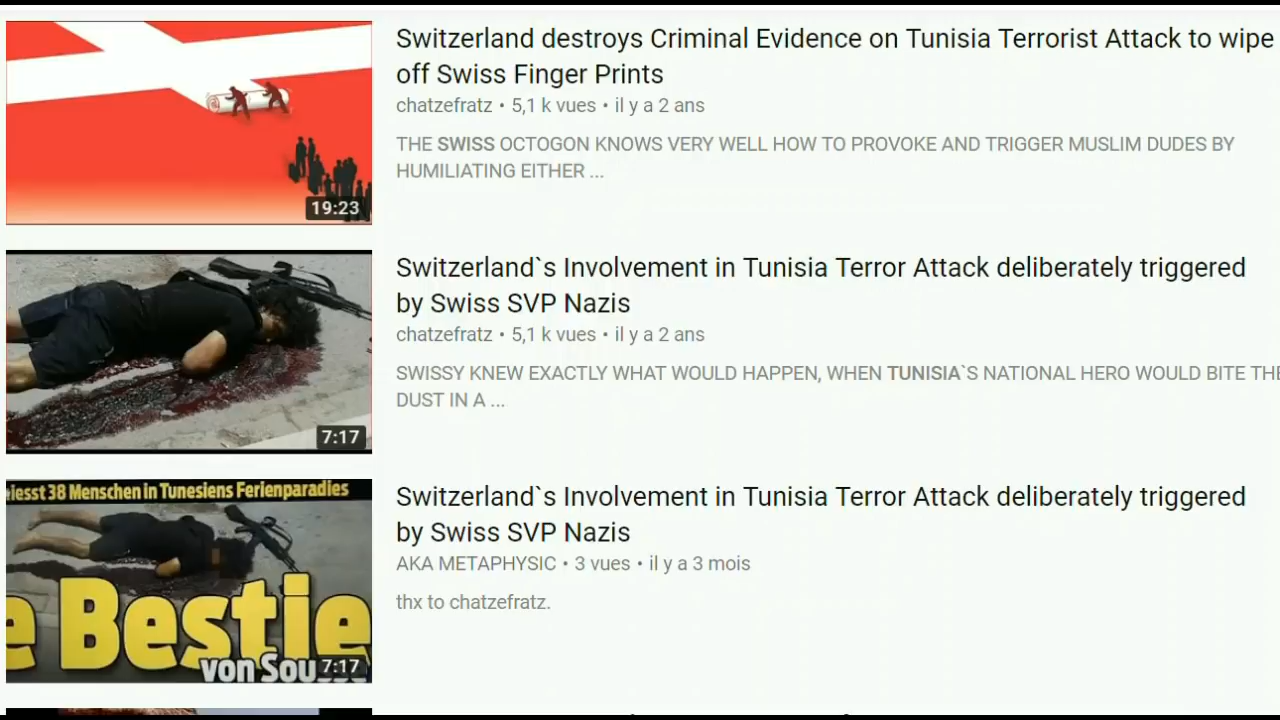 Switzerland destroys Criminal Evidence on Tunisia Terrorist Attack to wipe
off Swiss Finger Prints
chatzefratz • 5,1 k vues • il y a 2 ans
THE SWISS OCTOGON KNOWS VERY WELL HOW TO PROVOKE AND TRIGGER MUSLIM DUDES BY
HUMILIATING EITHER ...
19:23
Switzerland`s Involvement in Tunisia Terror Attack deliberately triggered
by Swiss SVP Nazis
chatzefratz • 5,1 k vues • il y a 2 ans
SWISSY KNEW EXACTLY WHAT WOULD HAPPEN, WHEN TUNISIA`S NATIONAL HERO WOULD BITE THE
DUST IN A ...
7:17
38 Menschen in Tunesiens Ferienparadies
Bestie
von
7:17
Switzerland`s Involvement in Tunisia Terror Attack deliberately triggered
by Swiss SVP Nazis
AKA METAPHYSIC • 3 vues • il y a 3 mois
thx to chatzefratz.